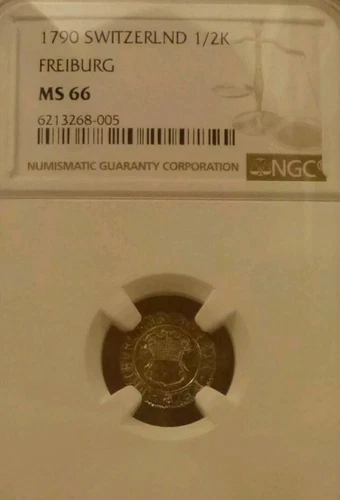 1790 SWITZERLND 1/2K
FREIBURG
MS 66
6213268-005
NUMISMATIC GUARANTY CORPORATION NGC